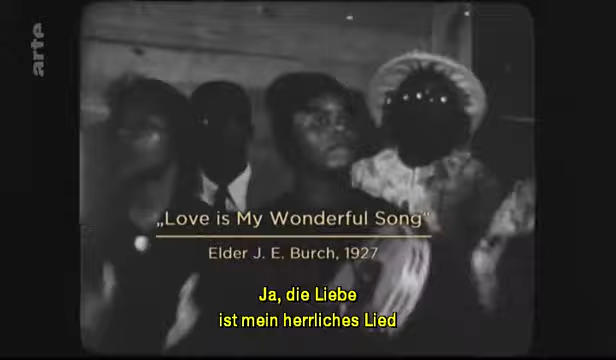 arte
„Love is My Wonderful Song"
Elder J. E. Burch, 1927
Ja, die Liebe
ist mein herrliches Lied